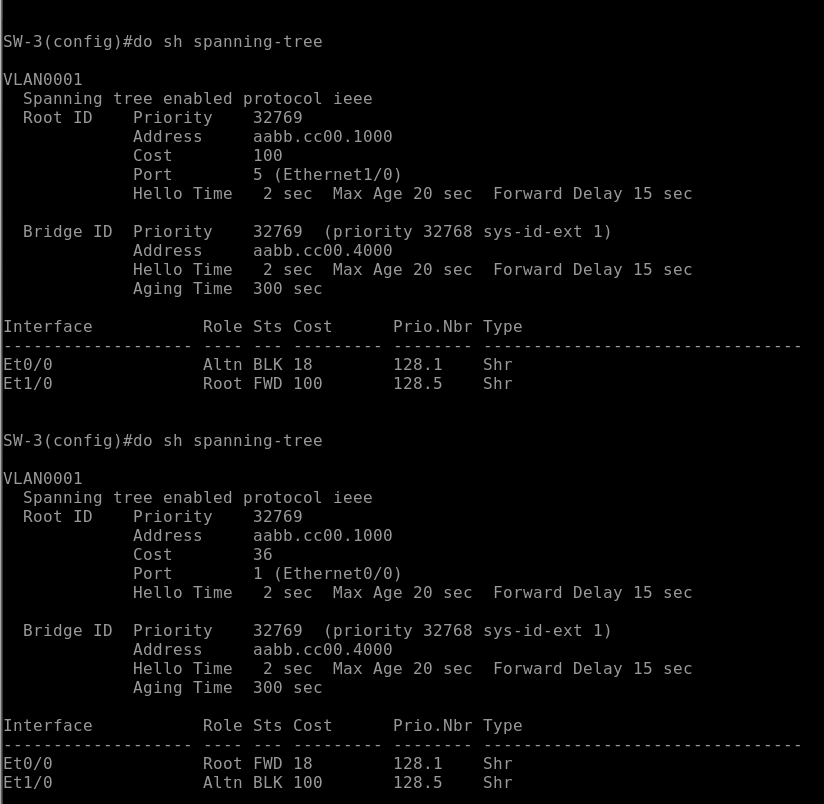 SW-3(config)#do sh spanning-tree
VLAN0001
  Spanning tree enabled protocol ieee
  Root ID    Priority    32769
             Address     aabb.cc00.1000
             Cost        100
             Port        5 (Ethernet1/0)
             Hello Time   2 sec  Max Age 20 sec  Forward Delay 15 sec
  Bridge ID  Priority    32769  (priority 32768 sys-id-ext 1)
             Address     aabb.cc00.4000
             Hello Time   2 sec  Max Age 20 sec  Forward Delay 15 sec
             Aging Time  300 sec
Interface           Role Sts Cost      Prio.Nbr Type
------------------- ---- --- --------- -------- --------------------------------
Et0/0               Altn BLK 18        128.1    Shr
Et1/0               Root FWD 100       128.5    Shr
SW-3(config)#do sh spanning-tree
VLAN0001
  Spanning tree enabled protocol ieee
  Root ID    Priority    32769
             Address     aabb.cc00.1000
             Cost        36
             Port        1 (Ethernet0/0)
             Hello Time   2 sec  Max Age 20 sec  Forward Delay 15 sec
  Bridge ID  Priority    32769  (priority 32768 sys-id-ext 1)
             Address     aabb.cc00.4000
             Hello Time   2 sec  Max Age 20 sec  Forward Delay 15 sec
             Aging Time  300 sec
Interface           Role Sts Cost      Prio.Nbr Type
------------------- ---- --- --------- -------- --------------------------------
Et0/0               Root FWD 18        128.1    Shr
Et1/0               Altn BLK 100       128.5    Shr